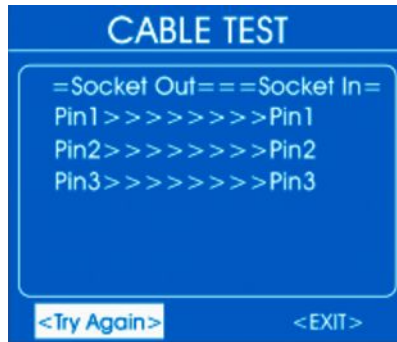 CABLE TEST
=Socket Out===Socket In=
Pin1>>>>>>>>Pin1
Pin2>>>>>>>>Pin2
Pin3>>>>>>>>Pin3
<Try Again> <EXIT>